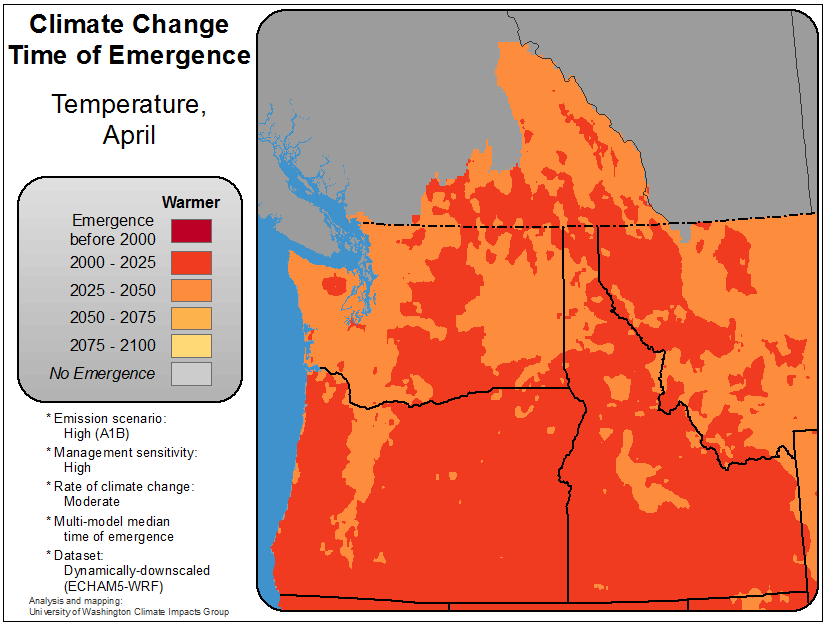 Climate Change
Time of Emergence
Temperature,
April
Warmer
Emergence
before 2000
2000 - 2025
2025 - 2050
2050 - 2075
2075 - 2100
No Emergence
* Emission scenario:
High (A1B)
* Management sensitivity:
High
* Rate of climate change:
Moderate
* Multi-model median
time of emergence
* Dataset:
Dynamically-downscaled
(ECHAM5-WRF)
Analysis and mapping:
University of Washington Climate Impacts Group